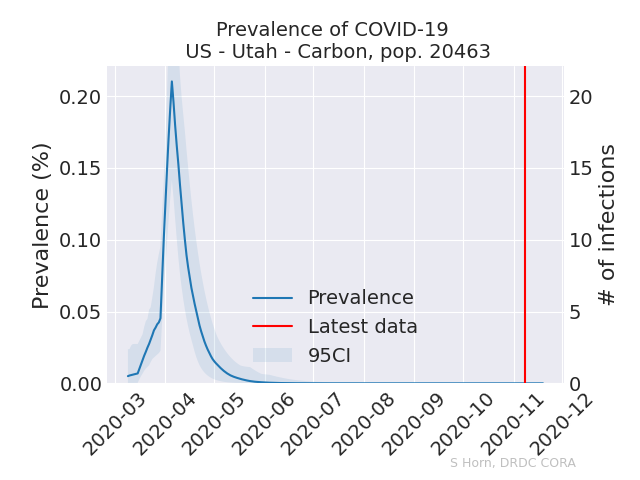 Prevalence of COVID-19
US - Utah - Carbon, pop. 20463
Prevalence (%)
0.20
0.15
0.10
0.05
0.00
20
15
10
5
0
# of infections
Prevalence
Latest data
95CI
2020-03
2020-04
2020-05
2020-06
2020-07
2020-08
2020-09
2020-10
2020-11
2020-12
S Horn, DRDC CORA